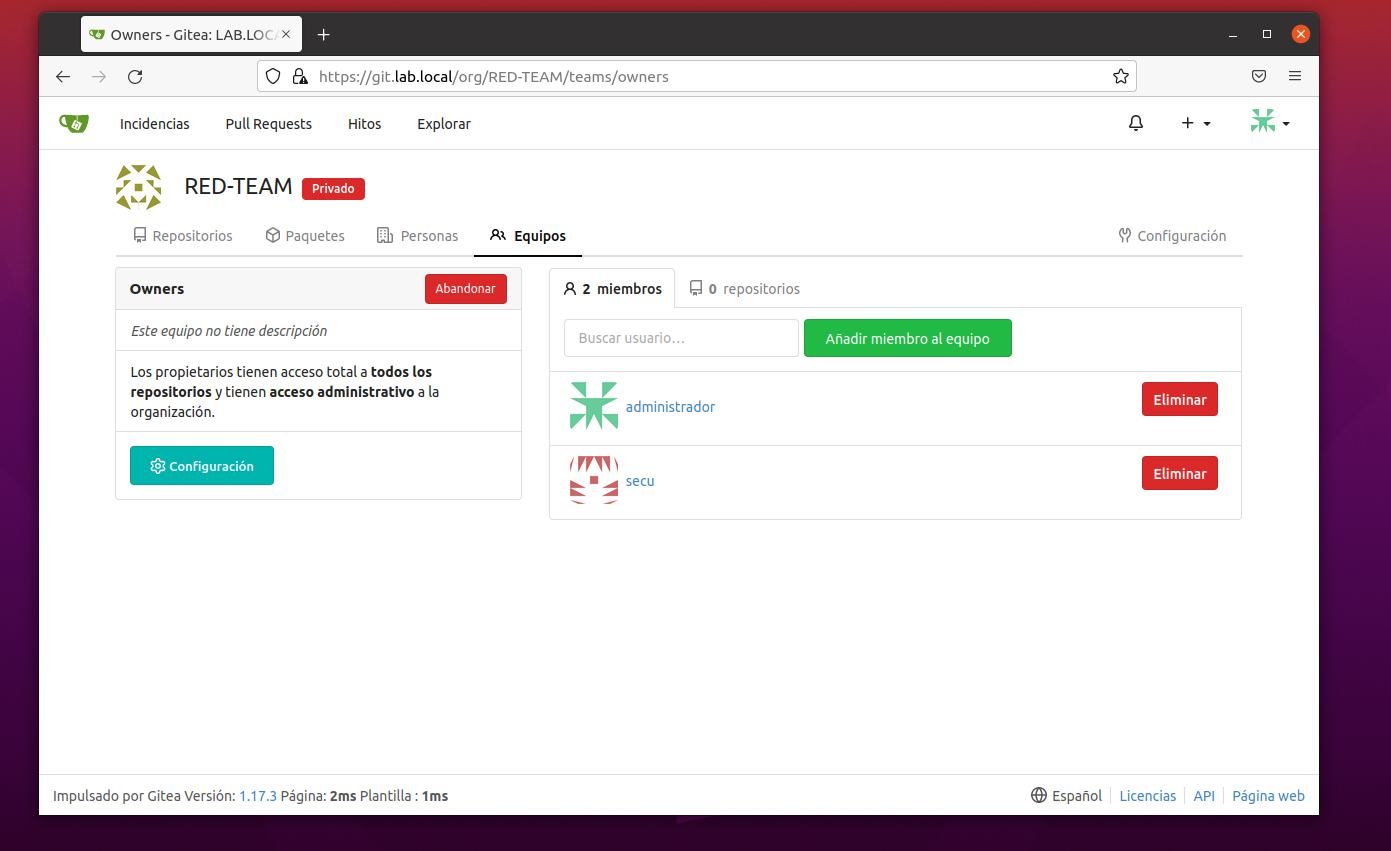 Owners - Gitea: LAB.LOCA
https://git.lab.local/org/RED-TEAM/teams/owners
Incidencias Pull Requests Hitos Explorar
RED-TEAM Privado
Repositorios Paquetes Personas Equipos Configuración
Owners Abandonar
Este equipo no tiene descripción
Los propietarios tienen acceso total a todos los
repositorios y tienen acceso administrativo a la
organización.
Configuración
2 miembros 0 repositorios
Buscar usuario… Añadir miembro al equipo
administrador Eliminar
secu Eliminar
Impulsado por Gitea Versión: 1.17.3 Página: 2ms Plantilla : 1ms
Español Licencias API Página web